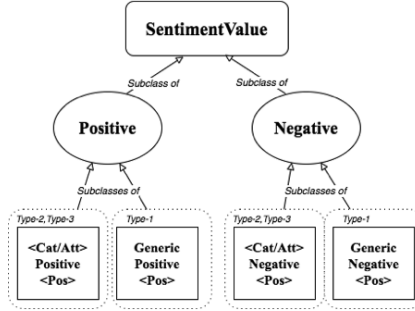 SentimentValue
Subclass of
Subclass of
Positive
Negative
Subclasses of
Subclasses of
Type-2,Type-3
Type-1
Type-2,Type-3
Type-1
<Cat/Att>
Positive
<Pos>
Generic
Positive
<Pos>
<Cat/Att>
Negative
<Pos>
Generic
Negative
<Pos>